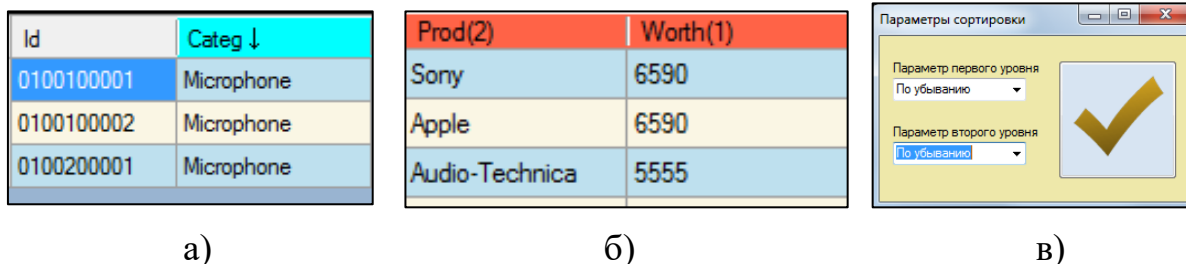 Id Categ ↓
0100100001 Microphone
0100100002 Microphone
0100200001 Microphone
Prod(2) Worth(1)
Sony 6590
Apple 6590
Audio-Technica 5555
Параметры сортировки
Параметр первого уровня
По убыванию
Параметр второго уровня
По убыванию
а) б) в)